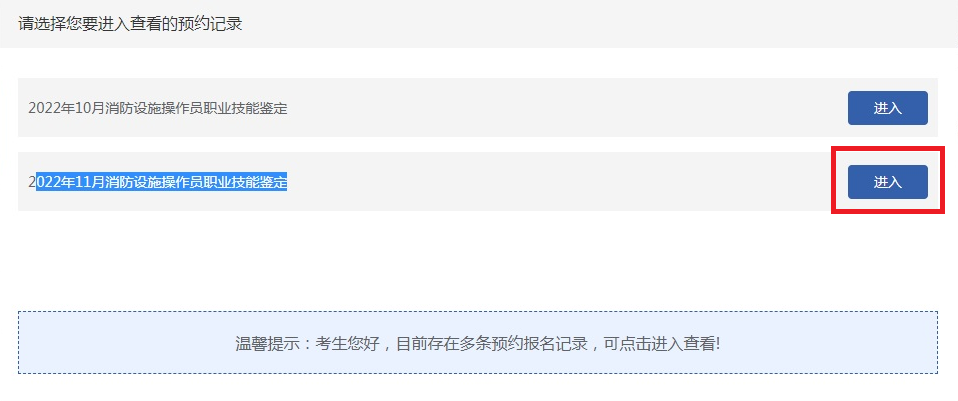 请选择您要进入查看的预约记录
2022年10月消防设施操作员职业技能鉴定
进入
2022年11月消防设施操作员职业技能鉴定
进入
温馨提示：考生您好，目前存在多条预约报名记录，可点击进入查看!